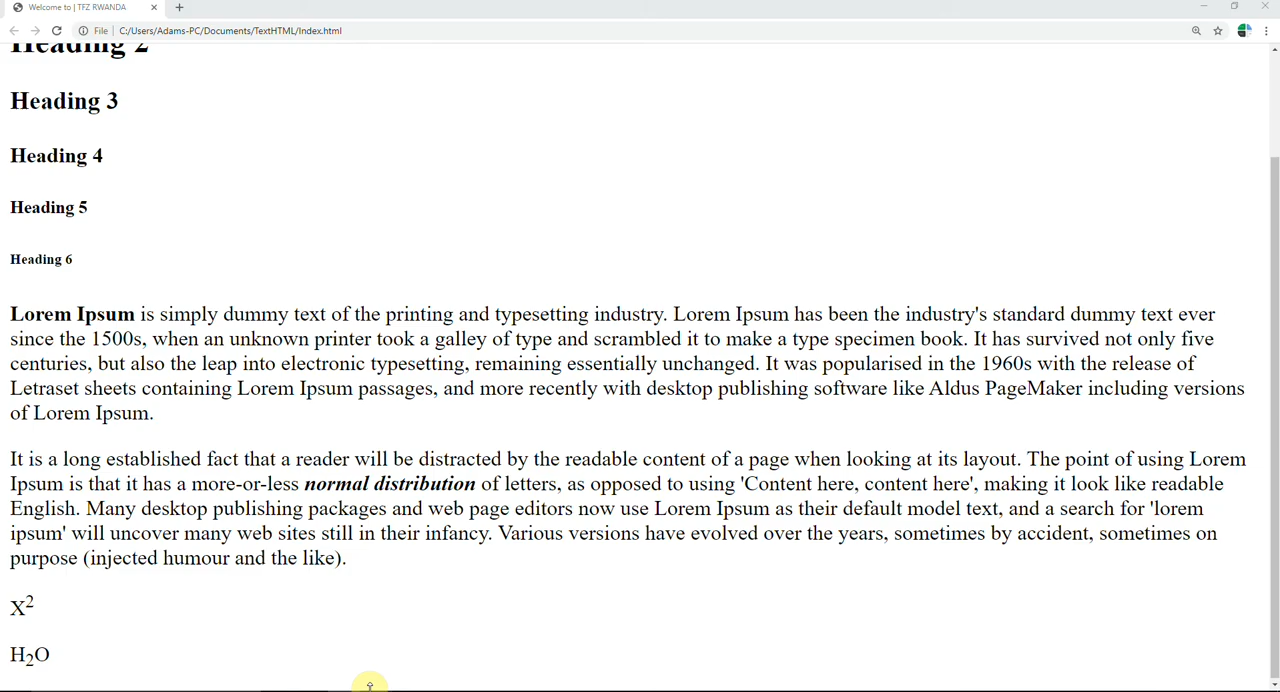 Welcome to | TFZ RWANDA
File | C:/Users/Adams-PC/Documents/TextHTML/Index.html
Heading 2
Heading 3
Heading 4
Heading 5
Heading 6
Lorem Ipsum is simply dummy text of the printing and typesetting industry. Lorem Ipsum has been the industry's standard dummy text ever
since the 1500s, when an unknown printer took a galley of type and scrambled it to make a type specimen book. It has survived not only five
centuries, but also the leap into electronic typesetting, remaining essentially unchanged. It was popularised in the 1960s with the release of
Letraset sheets containing Lorem Ipsum passages, and more recently with desktop publishing software like Aldus PageMaker including versions
of Lorem Ipsum.
It is a long established fact that a reader will be distracted by the readable content of a page when looking at its layout. The point of using Lorem
Ipsum is that it has a more-or-less normal distribution of letters, as opposed to using 'Content here, content here', making it look like readable
English. Many desktop publishing packages and web page editors now use Lorem Ipsum as their default model text, and a search for 'lorem
ipsum' will uncover many web sites still in their infancy. Various versions have evolved over the years, sometimes by accident, sometimes on
purpose (injected humour and the like).
X²
H₂O